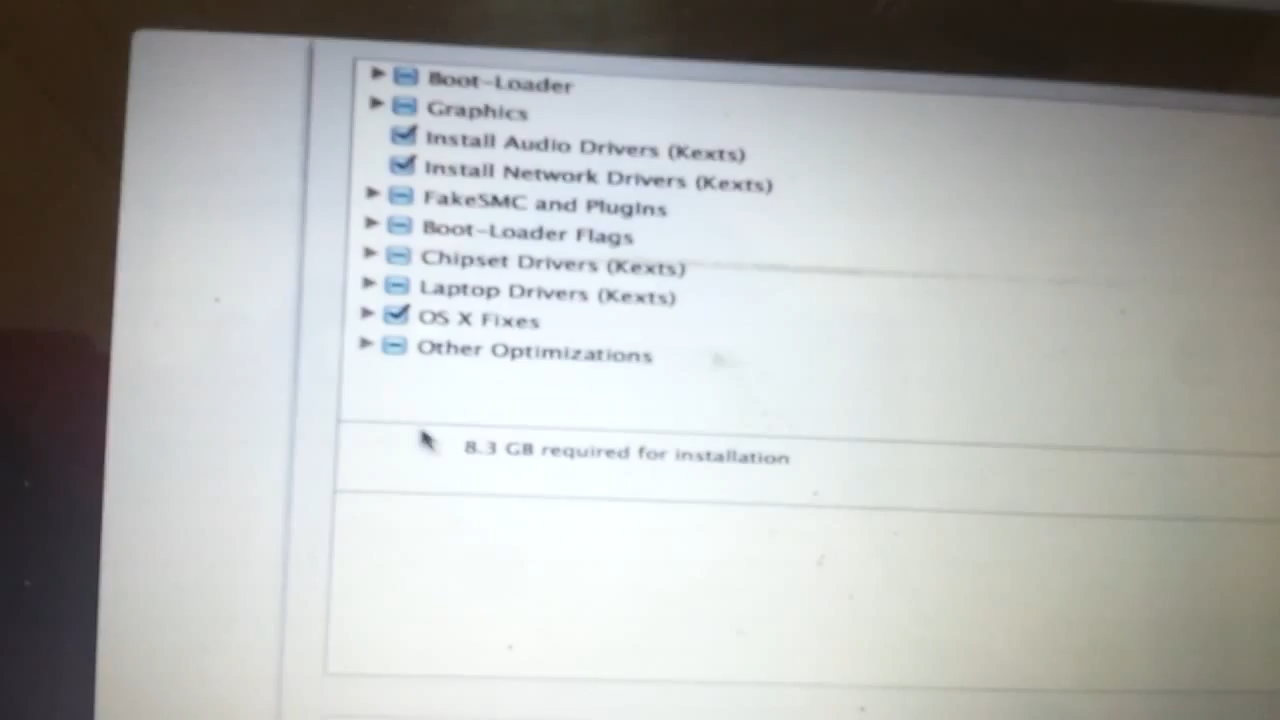 Boot-Loader
Graphics
Install Audio Drivers (Kexts)
Install Network Drivers (Kexts)
FakeSMC and PlugIns
Boot-Loader Flags
Chipset Drivers (Kexts)
Laptop Drivers (Kexts)
OS X Fixes
Other Optimizations
8.3 GB required for installation